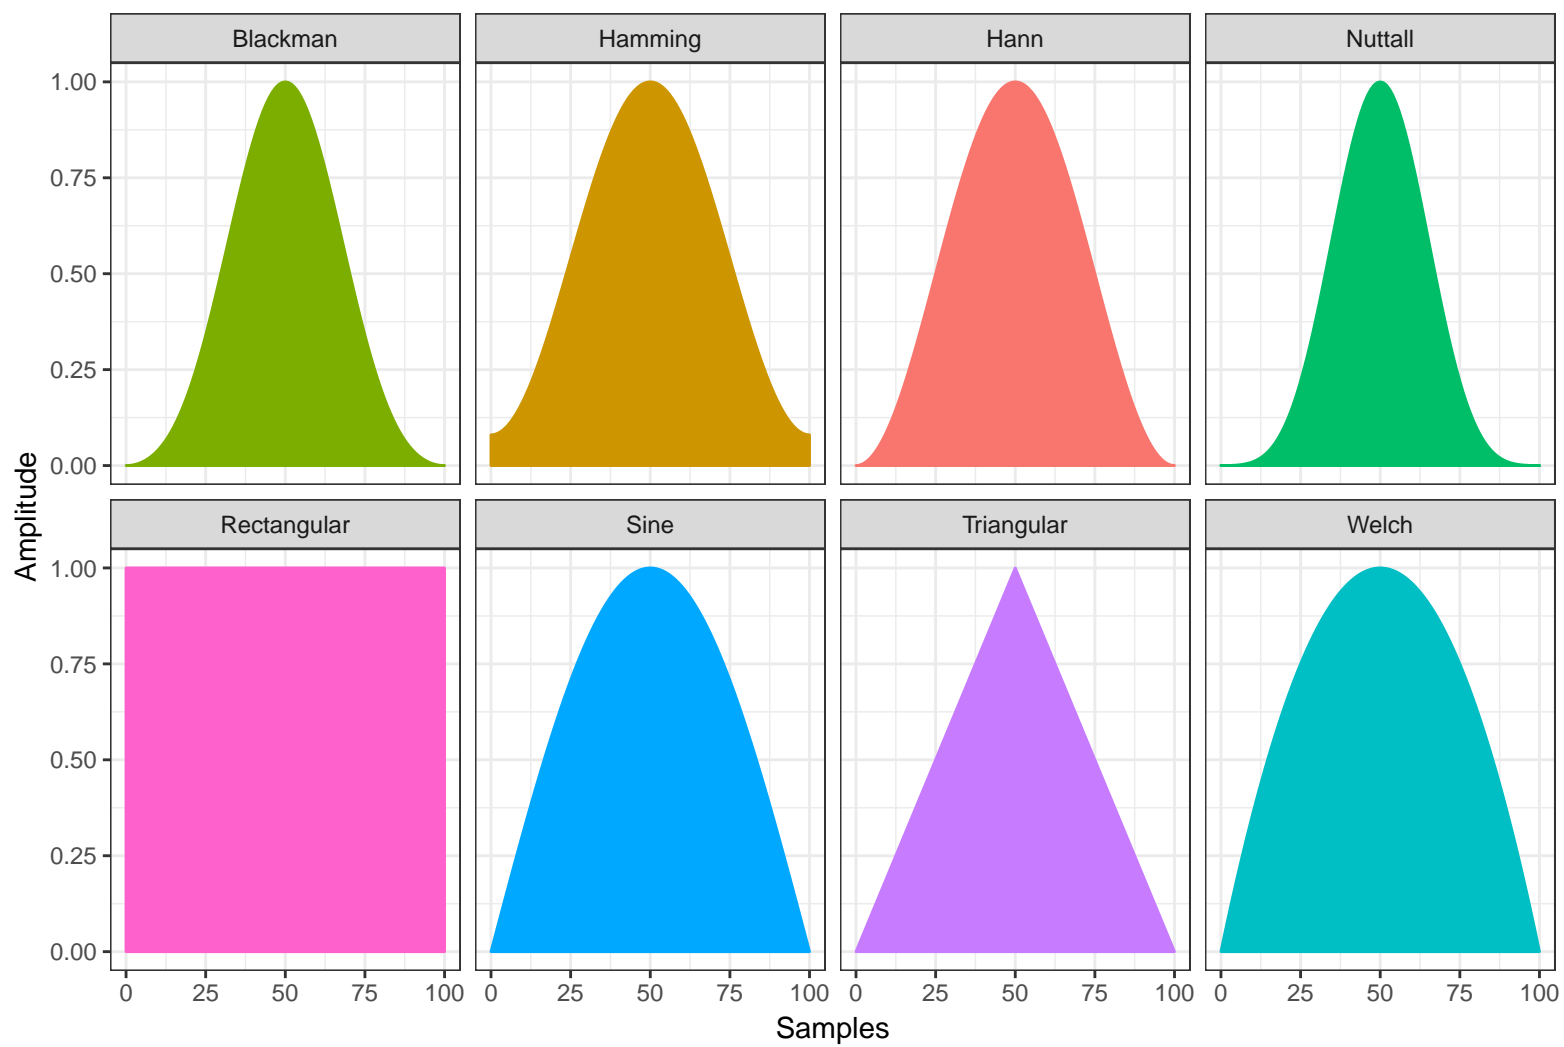 Blackman Hamming Hann Nuttall
1.00
0.75
0.50
0.25
0.00
Rectangular Sine Triangular Welch
1.00
0.75
0.50
0.25
0.00
0 25 50 75 100 0 25 50 75 100 0 25 50 75 100 0 25 50 75 100
Samples
Amplitude